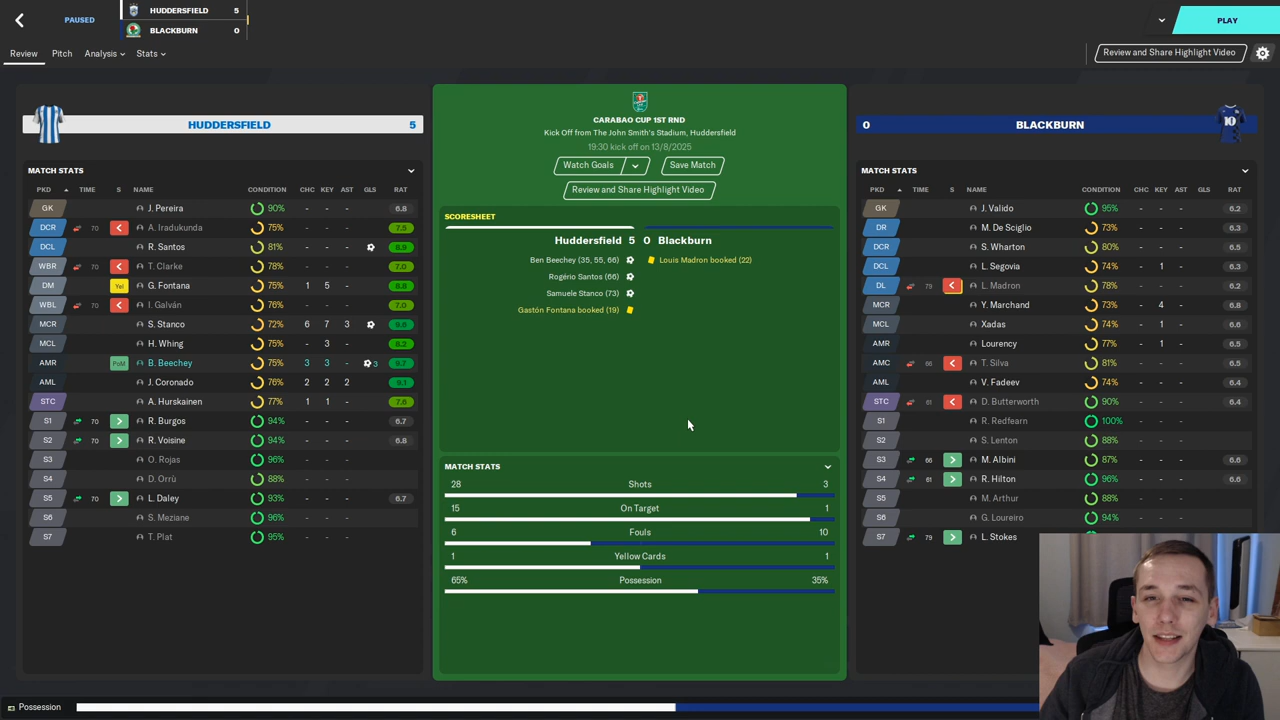 PAUSED
HUDDERSFIELD 5
BLACKBURN 0
PLAY
Review Pitch Analysis Stats
Review and Share Highlight Video
HUDDERSFIELD 5
MATCH STATS
PKD TIME S NAME CONDITION CHC KEY AST GLS RAT
GK J. Pereira 90% - - - 6.8
DCR 70 A. Iradukunda 75% - - - 7.5
DCL R. Santos 81% - - - 8.9
WBR 70 T. Clarke 78% - - - 7.0
DM Yel G. Fontana 75% 1 5 - 8.8
WBL 70 I. Galván 76% - - - 7.0
MCR S. Stanco 72% 6 7 3 9.6
MCL H. Whing 75% - 3 - 8.2
AMR PoM B. Beechey 75% 3 3 - 3 9.7
AML J. Coronado 76% 2 2 2 9.1
STC A. Hurskainen 77% 1 1 - 7.6
S1 70 R. Burgos 94% - - - 6.7
S2 70 R. Voisine 94% - - - 6.8
S3 O. Rojas 96% - - -
S4 D. Orrù 88% - - -
S5 70 L. Daley 93% - - - 6.7
S6 S. Meziane 96% - - -
S7 T. Plat 95% - - -
CARABAO CUP 1ST RND
Kick Off from The John Smith's Stadium, Huddersfield
19:30 kick off on 13/8/2025
Watch Goals Save Match
Review and Share Highlight Video
SCORESHEET
Huddersfield 5 0 Blackburn
Ben Beechey (35, 55, 66) Louis Madron booked (22)
Rogério Santos (66)
Samuele Stanco (73)
Gastón Fontana booked (19)
MATCH STATS
28 Shots 3
15 On Target 1
6 Fouls 10
1 Yellow Cards 1
65% Possession 35%
0 BLACKBURN
10
MATCH STATS
PKD TIME S NAME CONDITION CHC KEY AST GLS RAT
GK J. Valido 95% - - - 6.2
DR M. De Sciglio 73% - - - 6.3
DCR S. Wharton 80% - - - 6.5
DCL L. Segovia 74% - 1 - 6.3
DL 79 L. Madron 78% - - - 6.2
MCR Y. Marchand 73% - 4 - 6.8
MCL Xadas 74% - 1 - 6.6
AMR Lourency 77% - 1 - 6.5
AMC 66 T. Silva 81% - - - 6.5
AML V. Fadeev 74% - - - 6.4
STC 61 D. Butterworth 90% - - - 6.4
S1 R. Redfearn 100% - - -
S2 S. Lenton 88% - - -
S3 66 M. Albini 87% - - - 6.6
S4 61 R. Hilton 96% - - - 6.6
S5 M. Arthur 88% - - -
S6 G. Loureiro 94% - - -
S7 79 L. Stokes
Possession